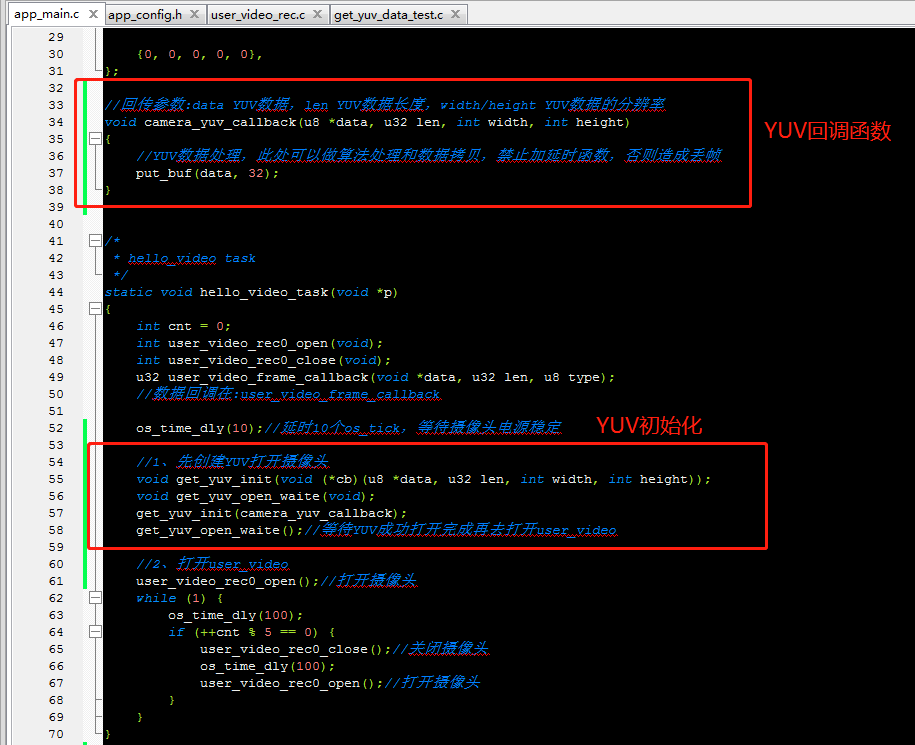 app_main.c app_config.h user_video_rec.c get_yuv_data_test.c
29
30 {0, 0, 0, 0, 0},
31 };
32
33 //回传参数:data YUV数据，len YUV数据长度，width/height YUV数据的分辨率
34 void camera_yuv_callback(u8 *data, u32 len, int width, int height)
35 {
YUV回调函数
36 //YUV数据处理，此处可以做算法处理和数据拷贝，禁止加延时函数，否则造成丢帧
37 put_buf(data, 32);
38 }
39
40
41 /*
42 * hello_video task
43 */
44 static void hello_video_task(void *p)
45 {
46 int cnt = 0;
47 int user_video_rec0_open(void);
48 int user_video_rec0_close(void);
49 u32 user_video_frame_callback(void *data, u32 len, u8 type);
50 //数据回调在:user_video_frame_callback
51
52 os_time_dly(10);//延时10个os_tick，等待摄像头电源稳定
YUV初始化
53
54 //1、先创建YUV打开摄像头
55 void get_yuv_init(void (*cb)(u8 *data, u32 len, int width, int height));
56 void get_yuv_open_waite(void);
57 get_yuv_init(camera_yuv_callback);
58 get_yuv_open_waite();//等待YUV成功打开完成再去打开user_video
59
60 //2、打开user_video
61 user_video_rec0_open();//打开摄像头
62 while (1) {
63 os_time_dly(100);
64 if (++cnt % 5 == 0) {
65 user_video_rec0_close();//关闭摄像头
66 os_time_dly(100);
67 user_video_rec0_open();//打开摄像头
68 }
69 }
70 }